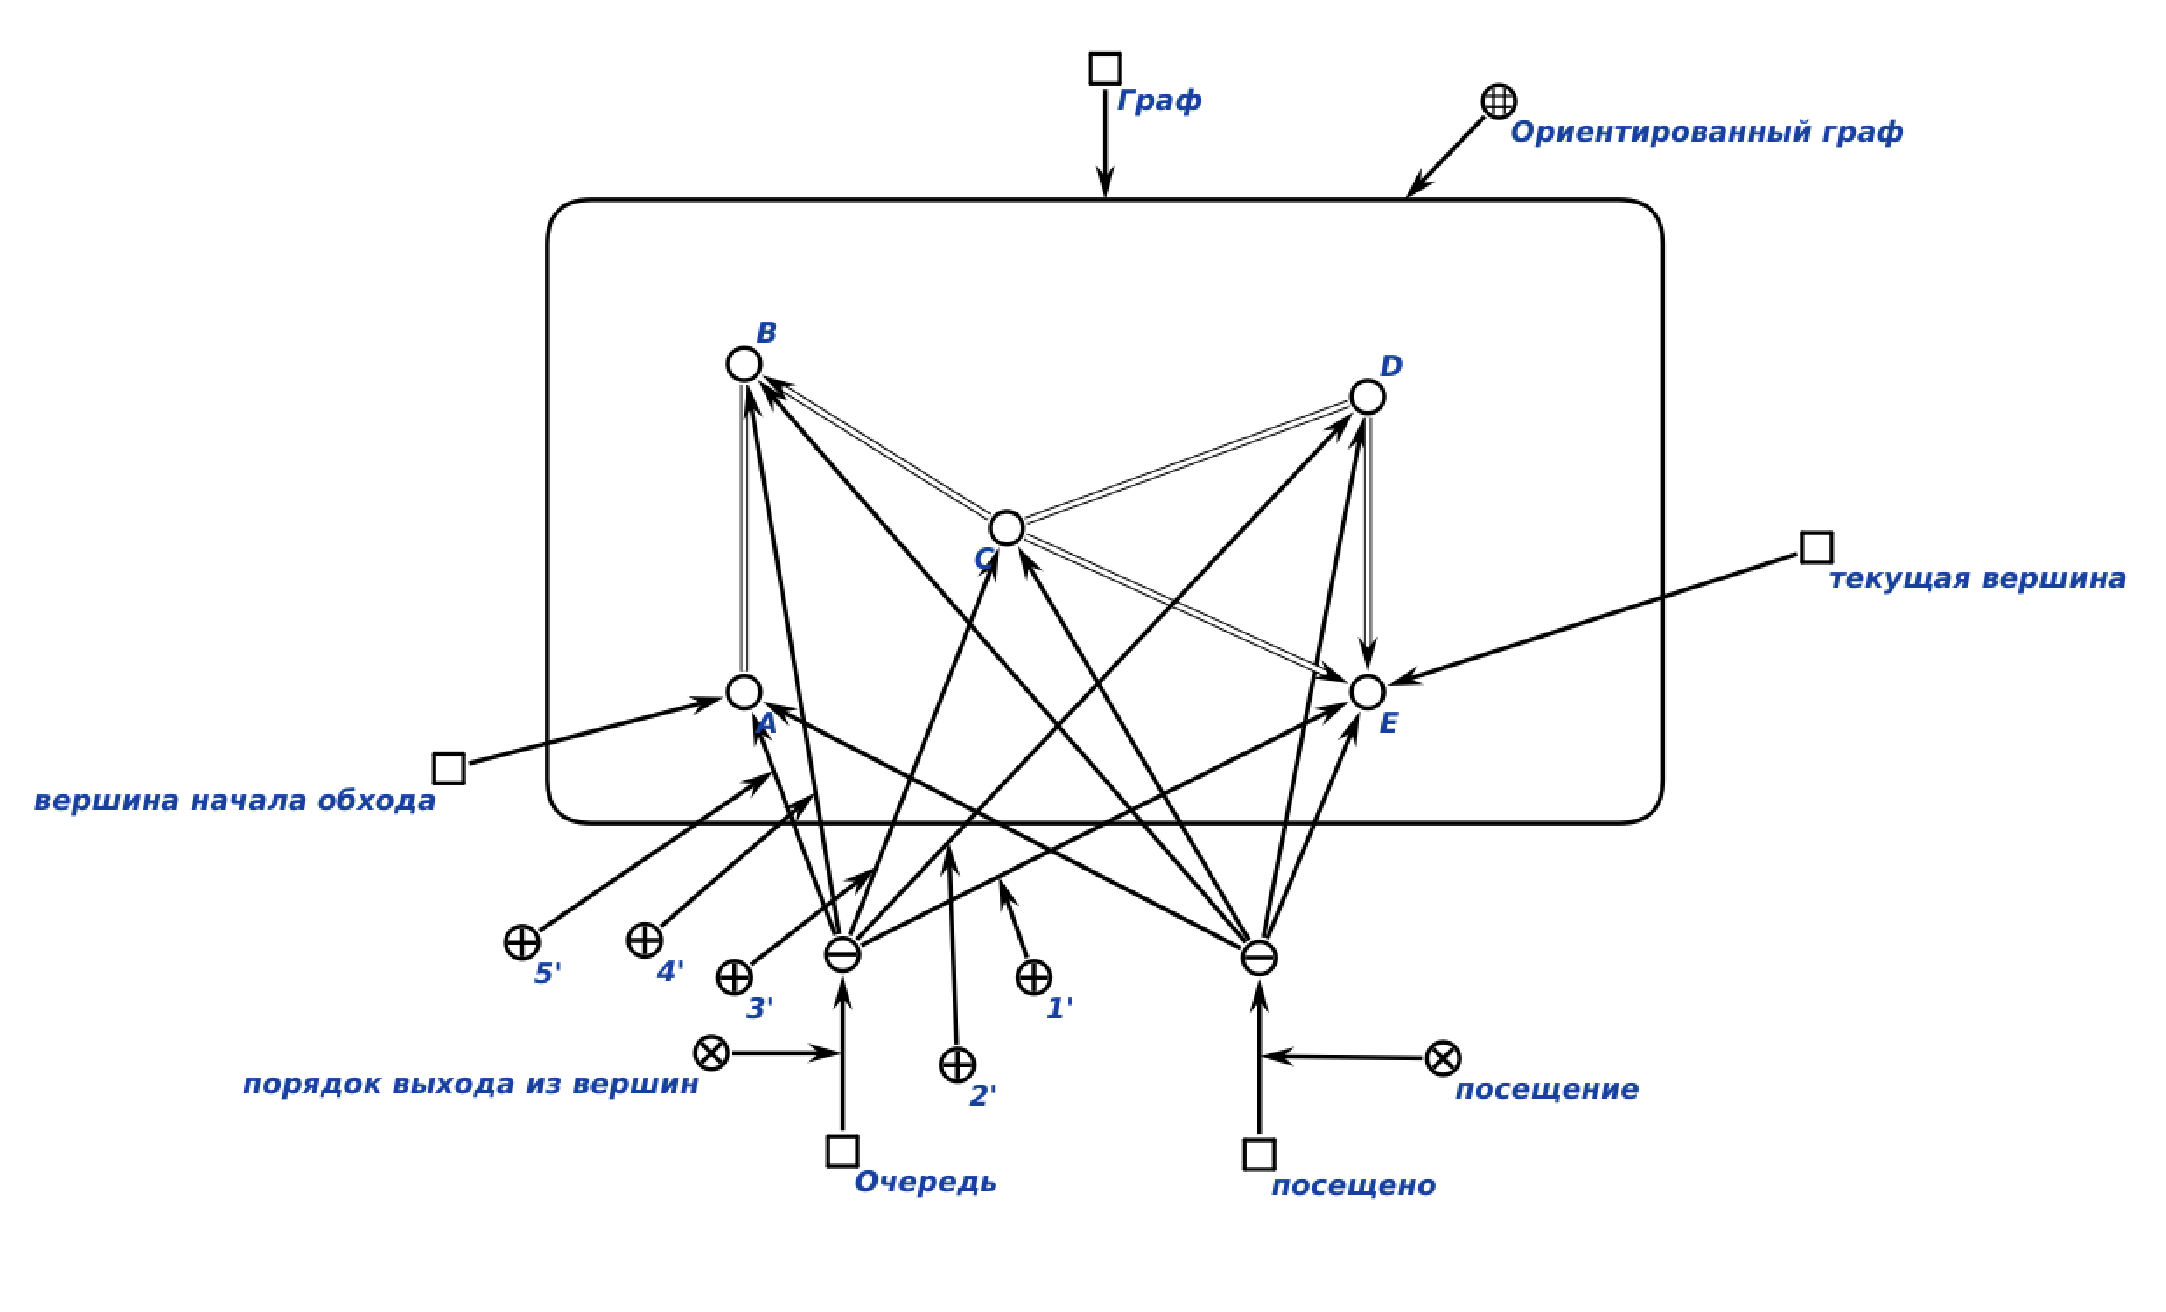 Граф
Ориентированный граф
B
D
C
текущая вершина
A
E
вершина начала обхода
5'
4'
3'
1'
порядок выхода из вершин
2'
посещение
Очередь
посещено